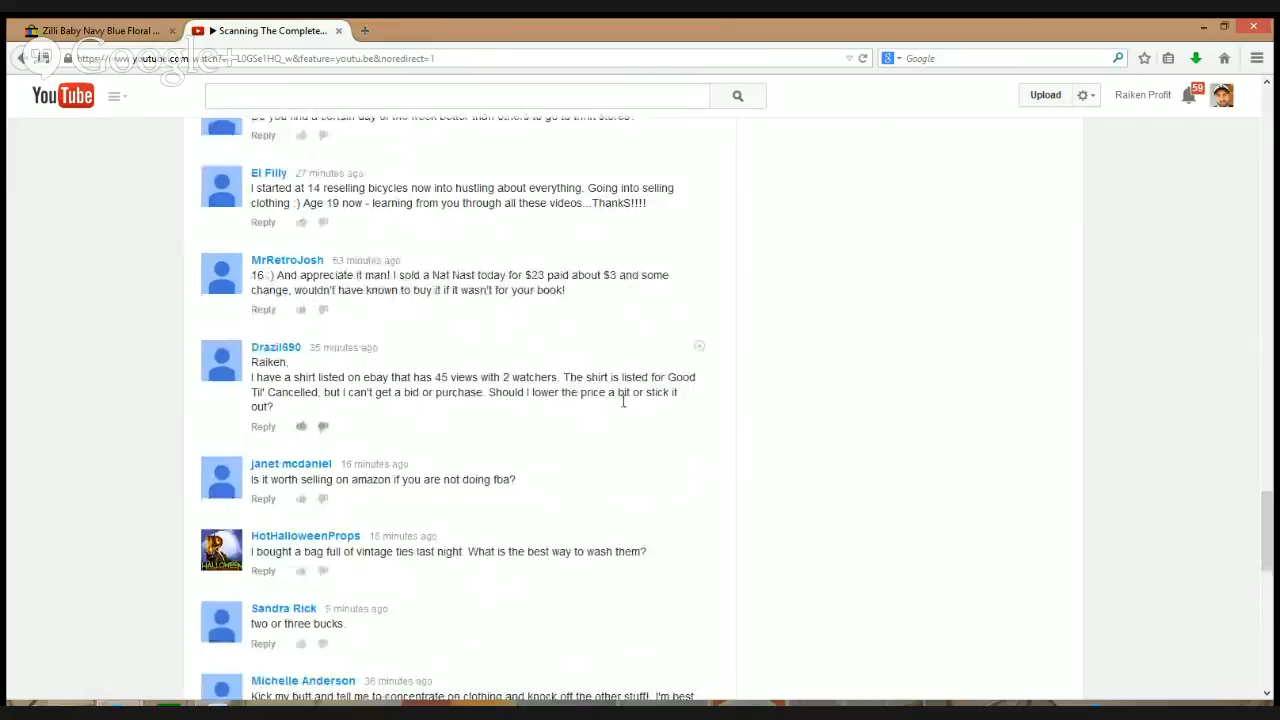 Zilli Baby Navy Blue Floral ...
Scanning The Complete...
Google+
https://www.youtube.com
L0GSe1HQ_w&feature=youtu.be&noredirect=1
Google
YouTube
Upload
Raiken Profit
59
Do you find a certain day of the week better than others to go to thrift stores?
Reply
El Filly 27 minutes ago
I started at 14 reselling bicycles now into hustling about everything. Going into selling
clothing :) Age 19 now - learning from you through all these videos...ThankS!!!!
Reply
MrRetroJosh 53 minutes ago
16 :) And appreciate it man! I sold a Nat Nast today for $23 paid about $3 and some
change, wouldn't have known to buy it if it wasn't for your book!
Reply
Drazil690 35 minutes ago
Raiken,
I have a shirt listed on ebay that has 45 views with 2 watchers. The shirt is listed for Good
Til' Cancelled, but I can't get a bid or purchase. Should I lower the price a bit or stick it
out?
Reply
janet mcdaniel 16 minutes ago
Is it worth selling on amazon if you are not doing fba?
Reply
HotHalloweenProps 16 minutes ago
I bought a bag full of vintage ties last night What is the best way to wash them?
HALLOWEEN
Reply
Sandra Rick 5 minutes ago
two or three bucks.
Reply
Michelle Anderson 36 minutes ago
Kick my butt and tell me to concentrate on clothing and knock off the other stuff! I'm best